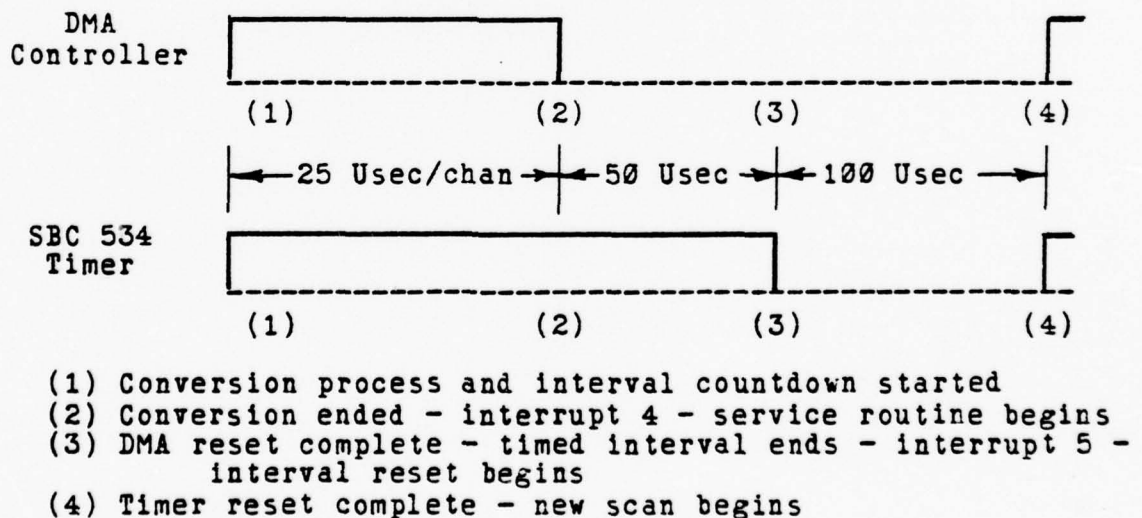 DMA
Controller
(1) (2) (3) (4)
25 Usec/chan 50 Usec 100 Usec
SBC 534
Timer
(1) (2) (3) (4)
(1) Conversion process and interval countdown started
(2) Conversion ended - interrupt 4 - service routine begins
(3) DMA reset complete - timed interval ends - interrupt 5 -
interval reset begins
(4) Timer reset complete - new scan begins